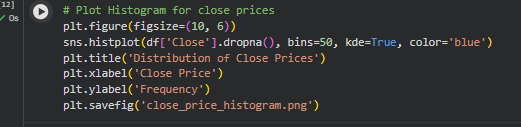 [12]
0s
# Plot Histogram for close prices
plt.figure(figsize=(10, 6))
sns.histplot(df['Close'].dropna(), bins=50, kde=True, color='blue')
plt.title('Distribution of Close Prices')
plt.xlabel('Close Price')
plt.ylabel('Frequency')
plt.savefig('close_price_histogram.png')